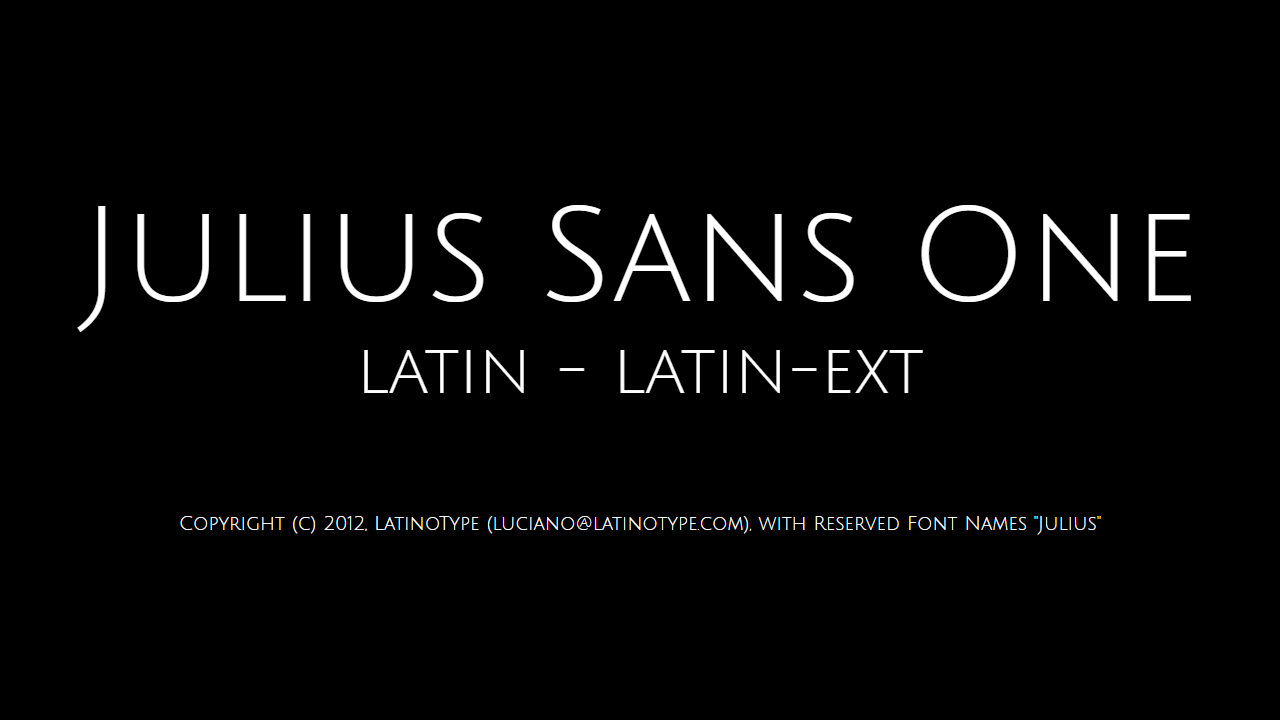 Julius Sans One
latin - latin-ext
Copyright (c) 2012, LatinoType (luciano@latinotype.com), with Reserved Font Names "Julius"